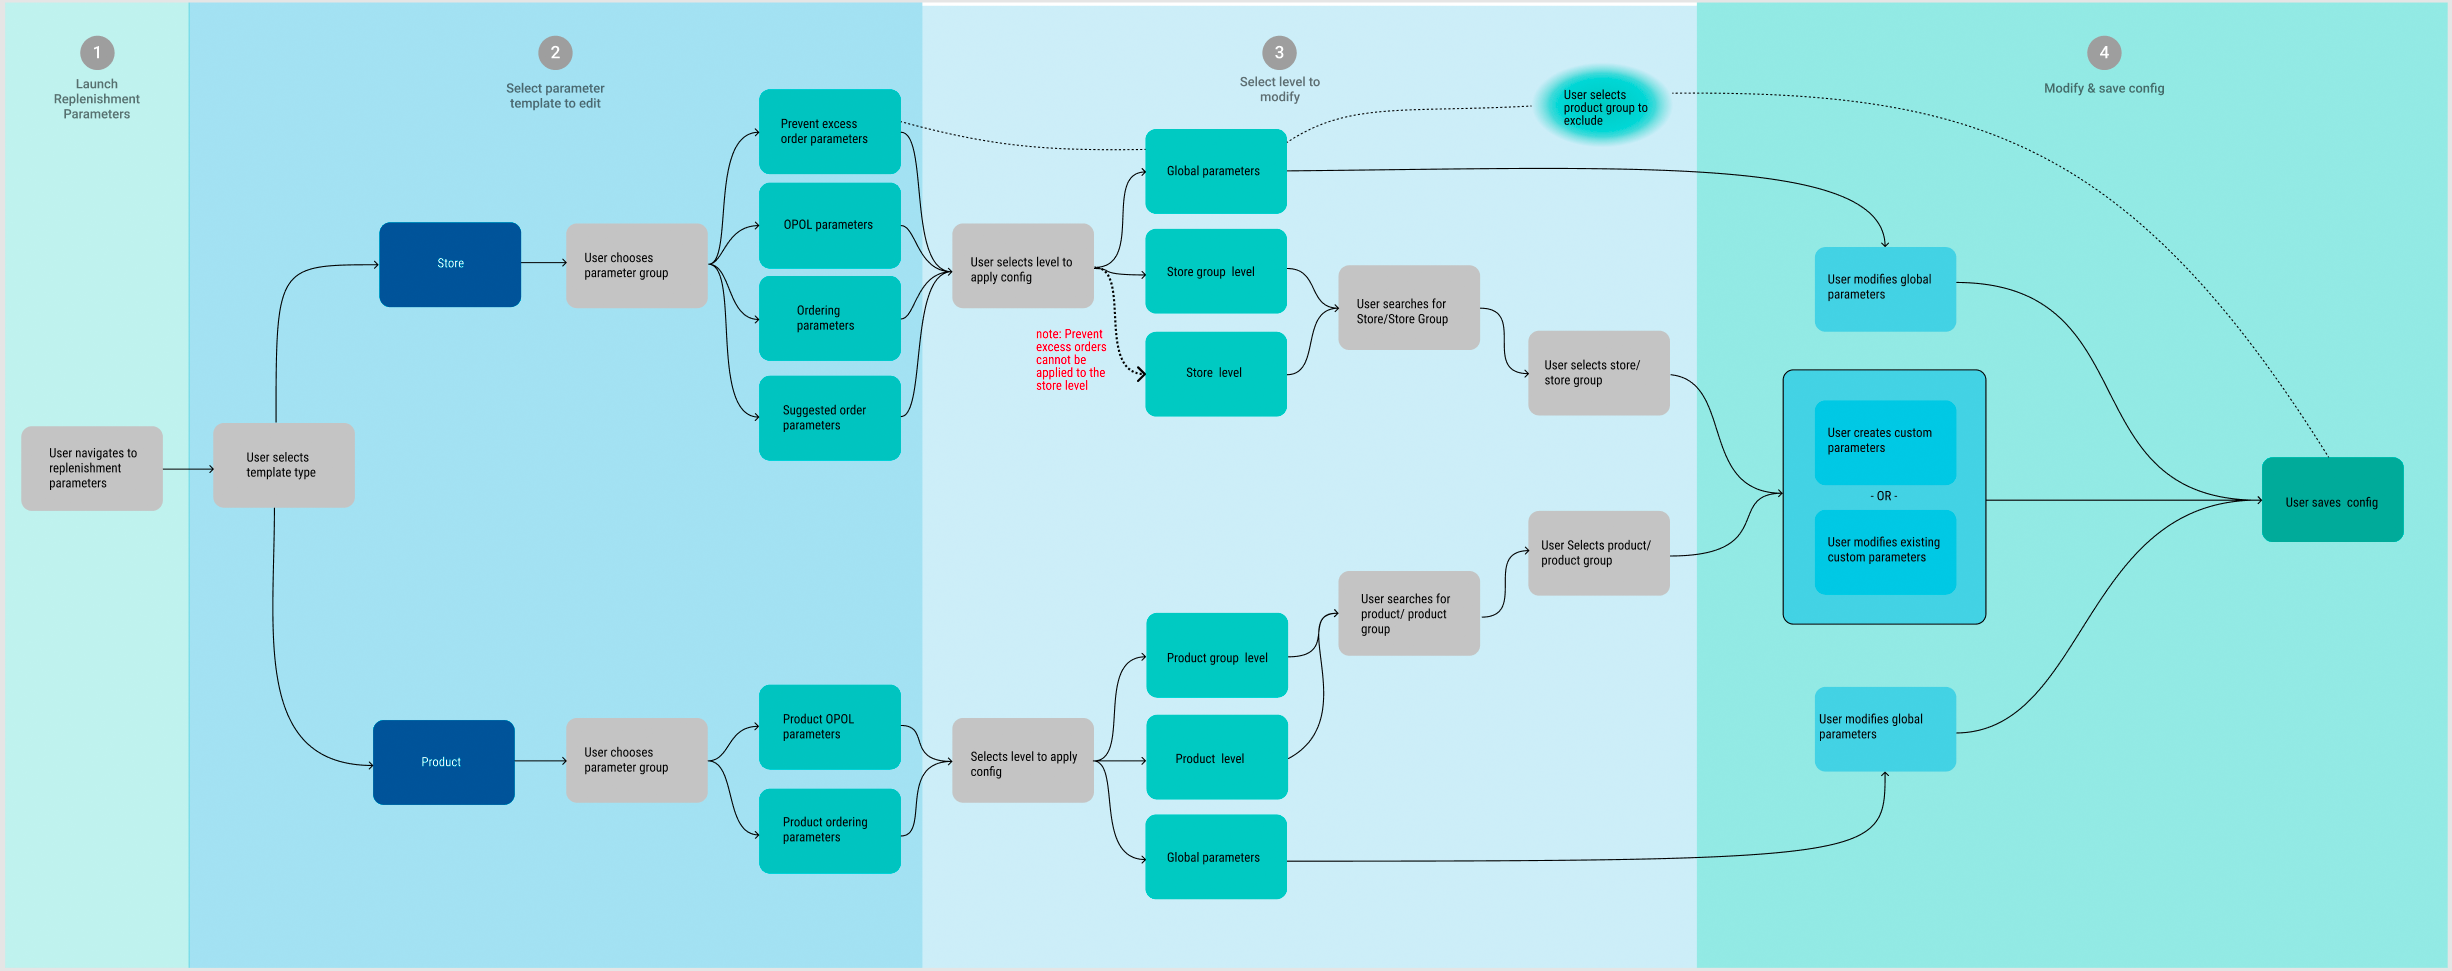 1
Launch
Replenishment
Parameters
2
Select parameter
template to edit
3
Select level to
modify
4
Modify & save config
User navigates to
replenishment
parameters
User selects
template type
Store
User chooses
parameter group
Prevent excess
order parameters
OPOL parameters
Ordering
parameters
Suggested order
parameters
User selects level to
apply config
note: Prevent
excess orders
cannot be
applied to the
store level
Global parameters
Store group level
Store level
User searches for
Store/Store Group
User selects store/
store group
User selects
product group to
exclude
User modifies global
parameters
User creates custom
parameters
- OR -
User modifies existing
custom parameters
User saves config
Product
User chooses
parameter group
Product OPOL
parameters
Product ordering
parameters
Selects level to apply
config
Product group level
Product level
Global parameters
User searches for
product/ product
group
User Selects product/
product group
User modifies global
parameters